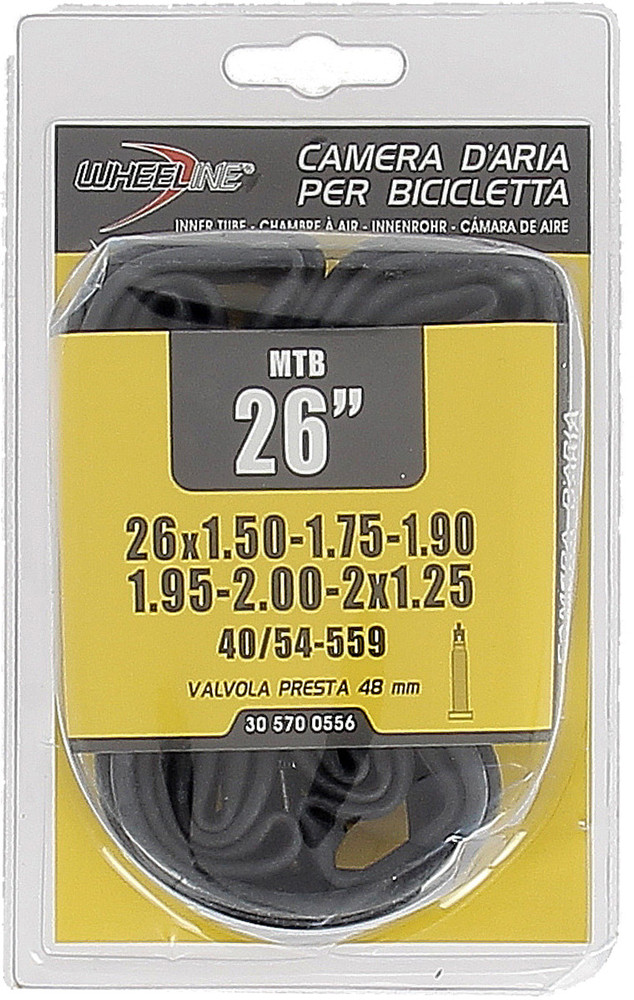 WHEELINE®
CAMERA D'ARIA
PER BICICLETTA
INNER TUBE - CHAMBRE À AIR - INNENROHR - CÁMARA DE AIRE
MTB
26”
26x1.50-1.75-1.90
1.95-2.00-2x1.25
40/54-559
VALVOLA PRESTA 48 mm
30 570 0556